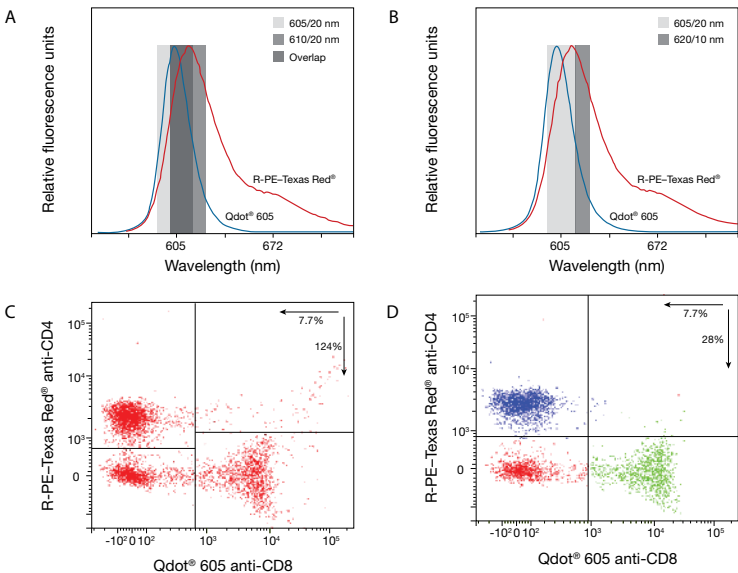 A
Relative fluorescence units
605/20 nm
610/20 nm
Overlap
R-PE–Texas Red®
Qdot® 605
605
672
Wavelength (nm)
B
Relative fluorescence units
605/20 nm
620/10 nm
R-PE–Texas Red®
Qdot® 605
605
672
Wavelength (nm)
C
R-PE–Texas Red® anti-CD4
10⁵
10⁴
10³
0
7.7%
124%
-10² 0 10² 10³ 10⁴ 10⁵
Qdot® 605 anti-CD8
D
R-PE–Texas Red® anti-CD4
10⁵
10⁴
10³
0
7.7%
28%
-10² 0 10² 10³ 10⁴ 10⁵
Qdot® 605 anti-CD8